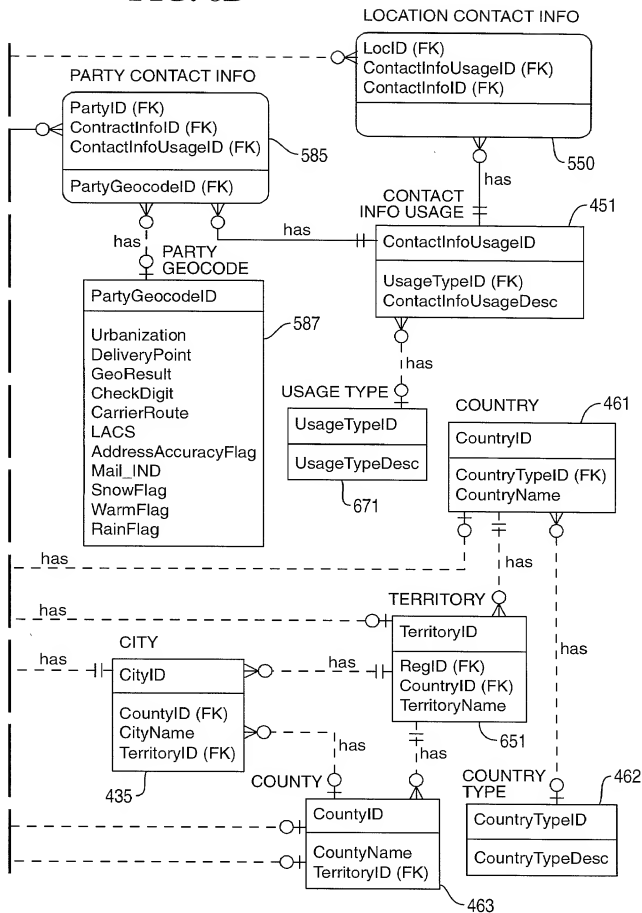 LOCATION CONTACT INFO
LocID (FK)
ContactInfoUsageID (FK)
ContactInfoID (FK)
550
has
PARTY CONTACT INFO
PartyID (FK)
ContractInfoID (FK)
ContactInfoUsageID (FK)
PartyGeocodeID (FK)
585
has
has
CONTACT
INFO USAGE
451
ContactInfoUsageID
UsageTypeID (FK)
ContactInfoUsageDesc
PARTY
GEOCODE
PartyGeocodeID
587
Urbanization
DeliveryPoint
GeoResult
CheckDigit
CarrierRoute
LACS
AddressAccuracyFlag
Mail_IND
SnowFlag
WarmFlag
RainFlag
has
USAGE TYPE
UsageTypeID
UsageTypeDesc
671
COUNTRY
461
CountryID
CountryTypeID (FK)
CountryName
has
has
has
TERRITORY
TerritoryID
RegID (FK)
CountryID (FK)
TerritoryName
651
has
CITY
has
CityID
CountyID (FK)
CityName
TerritoryID (FK)
435
has
has
has
COUNTY
CountyID
CountyName
TerritoryID (FK)
463
COUNTRY
TYPE
462
CountryTypeID
CountryTypeDesc